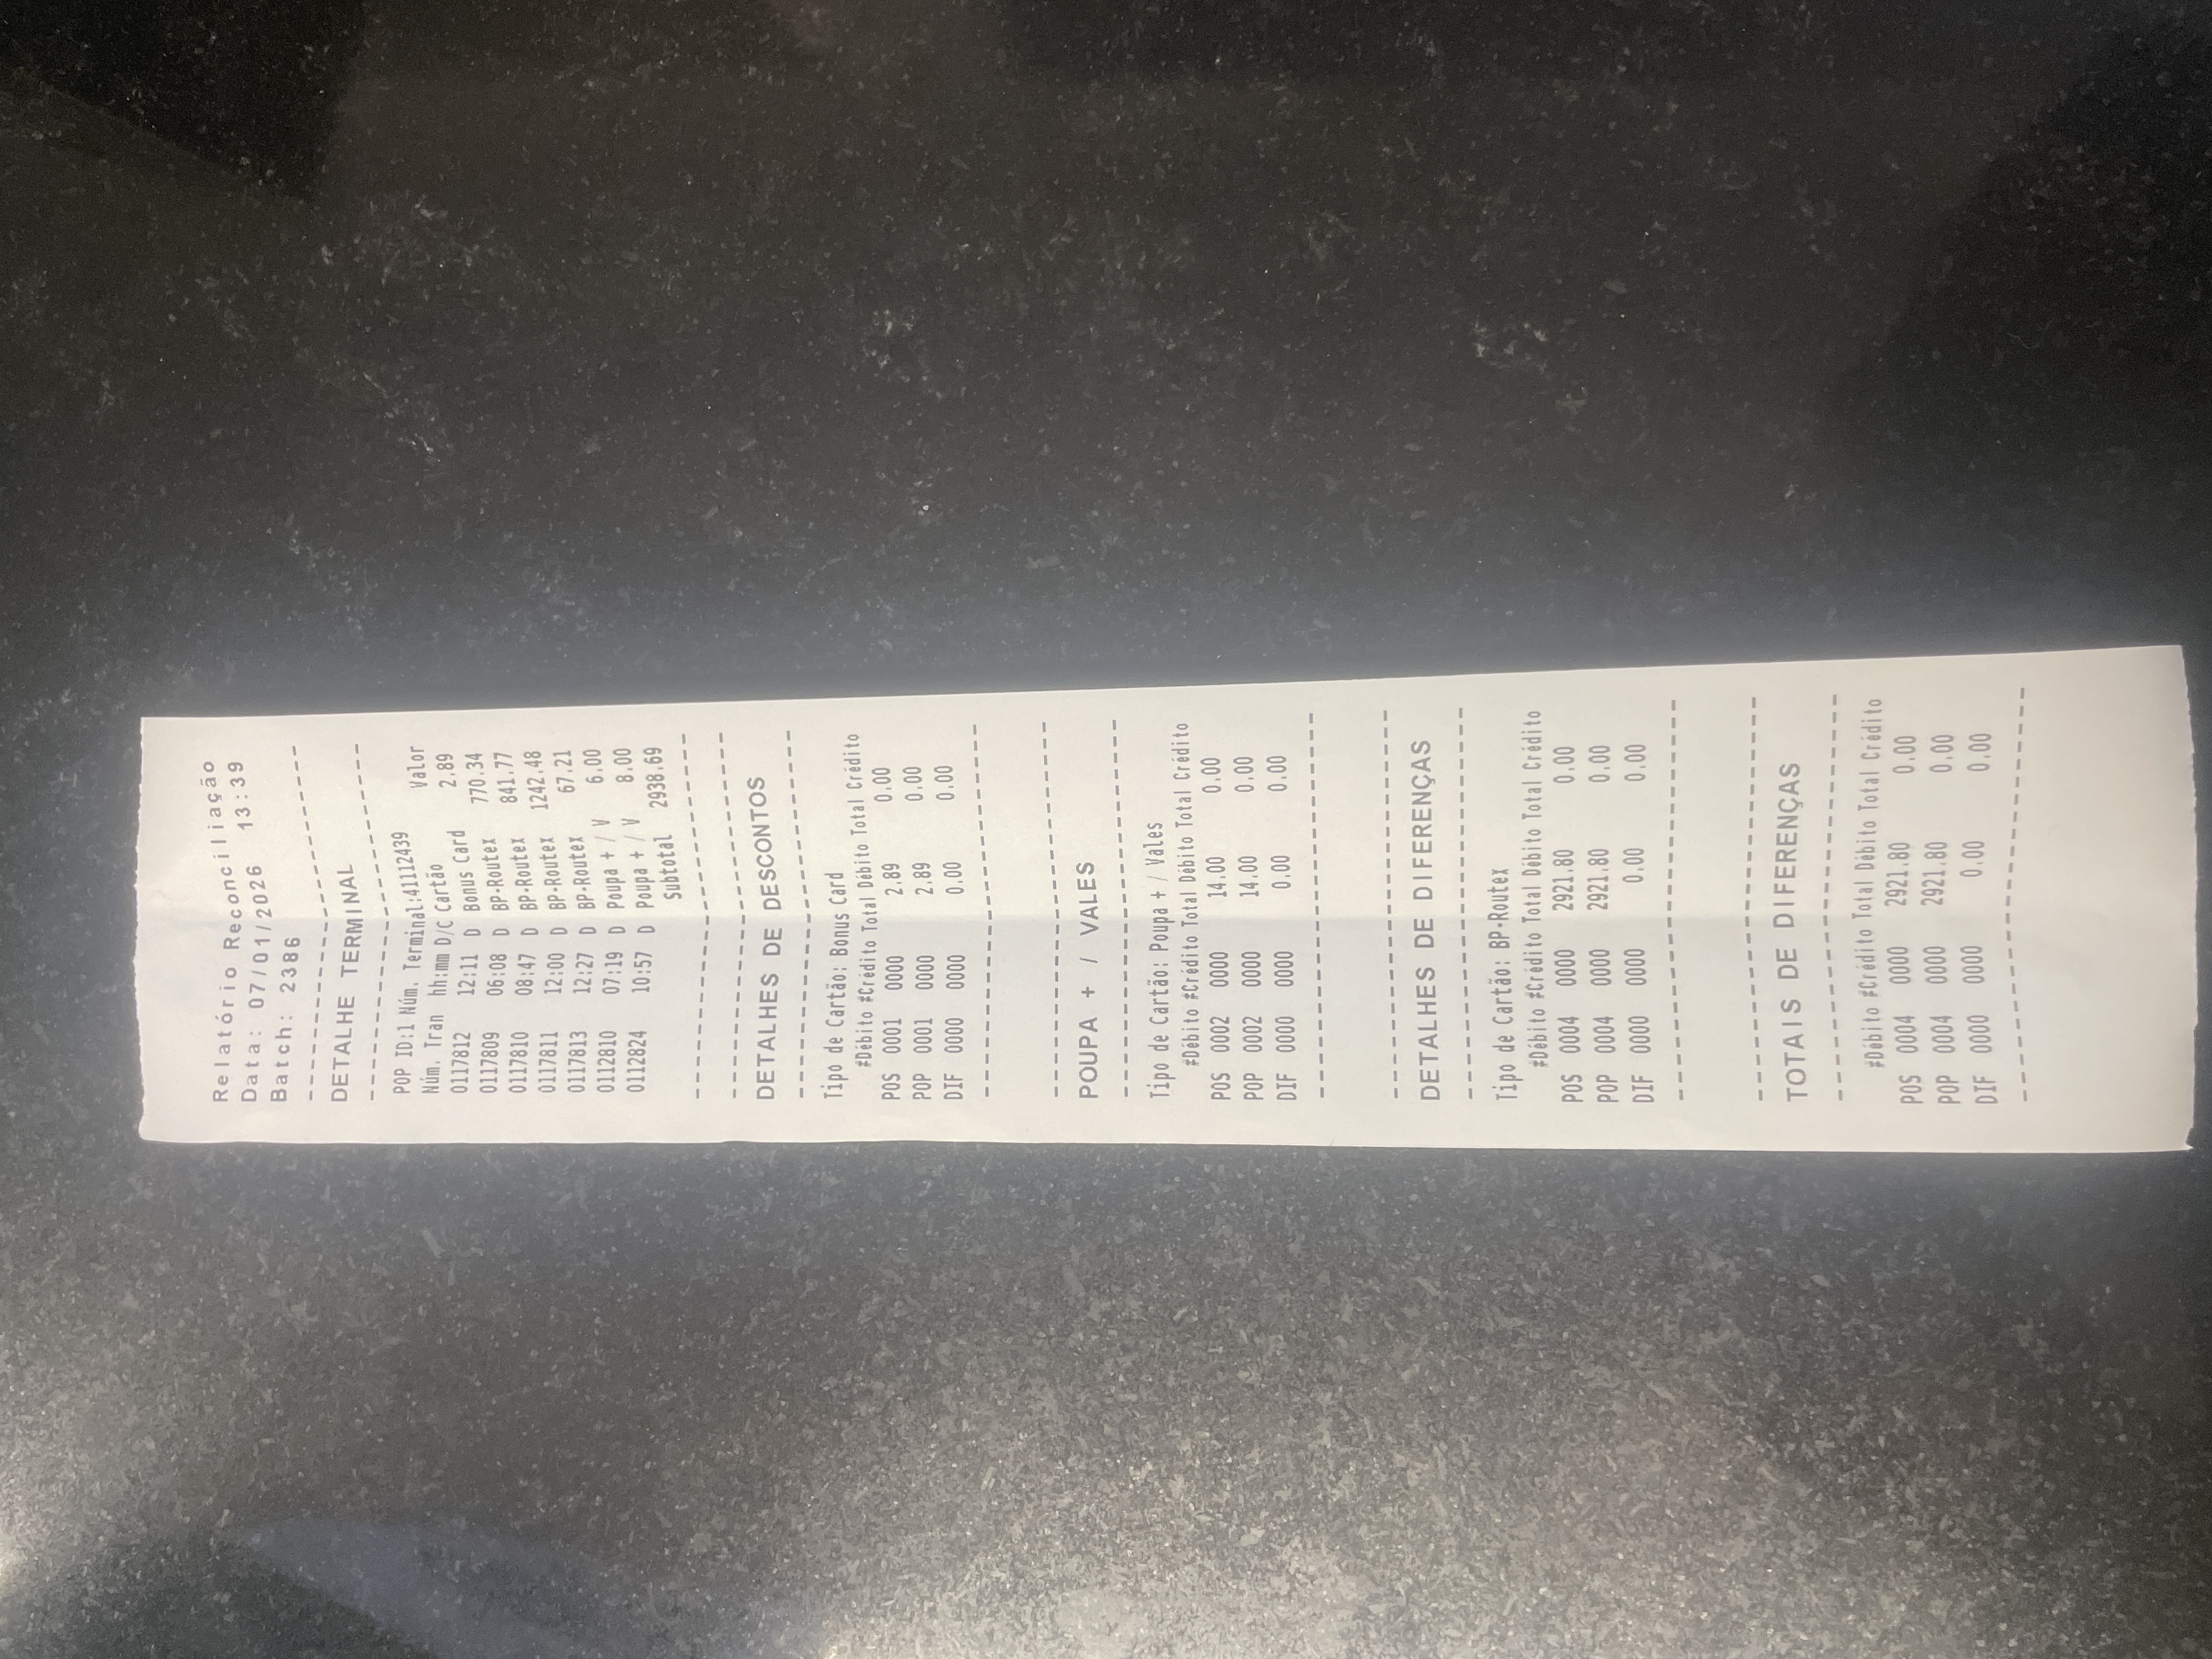 Relatório Reconciliação
Data: 07/01/2026 13:39
Batch: 2386
------------------------
DETALHE TERMINAL
------------------------
POP ID:1 Núm. Terminal:41112439
Núm. Tran hh:mm D/C Cartão Valor
0117812 12:11 D Bonus Card 2.89
0117809 06:08 D BP-Routex 770.34
0117810 08:47 D BP-Routex 841.77
0117811 12:00 D BP-Routex 1242.48
0117813 12:27 D BP-Routex 67.21
0112810 07:19 D Poupa + / V 6.00
0112824 10:57 D Poupa + / V 8.00
Subtotal 2938.69
------------------------
------------------------
DETALHES DE DESCONTOS
------------------------
Tipo de Cartão: Bonus Card
#Débito #Crédito Total Débito Total Crédito
POS 0001 0000 2.89 0.00
POP 0001 0000 2.89 0.00
DIF 0000 0000 0.00 0.00
------------------------
------------------------
POUPA + / VALES
------------------------
Tipo de Cartão: Poupa + / Vales
#Débito #Crédito Total Débito Total Crédito
POS 0002 0000 14.00 0.00
POP 0002 0000 14.00 0.00
DIF 0000 0000 0.00 0.00
------------------------
------------------------
DETALHES DE DIFERENÇAS
------------------------
Tipo de Cartão: BP-Routex
#Débito #Crédito Total Débito Total Crédito
POS 0004 0000 2921.80 0.00
POP 0004 0000 2921.80 0.00
DIF 0000 0000 0.00 0.00
------------------------
------------------------
TOTAIS DE DIFERENÇAS
------------------------
#Débito #Crédito Total Débito Total Crédito
POS 0004 0000 2921.80 0.00
POP 0004 0000 2921.80 0.00
DIF 0000 0000 0.00 0.00
------------------------